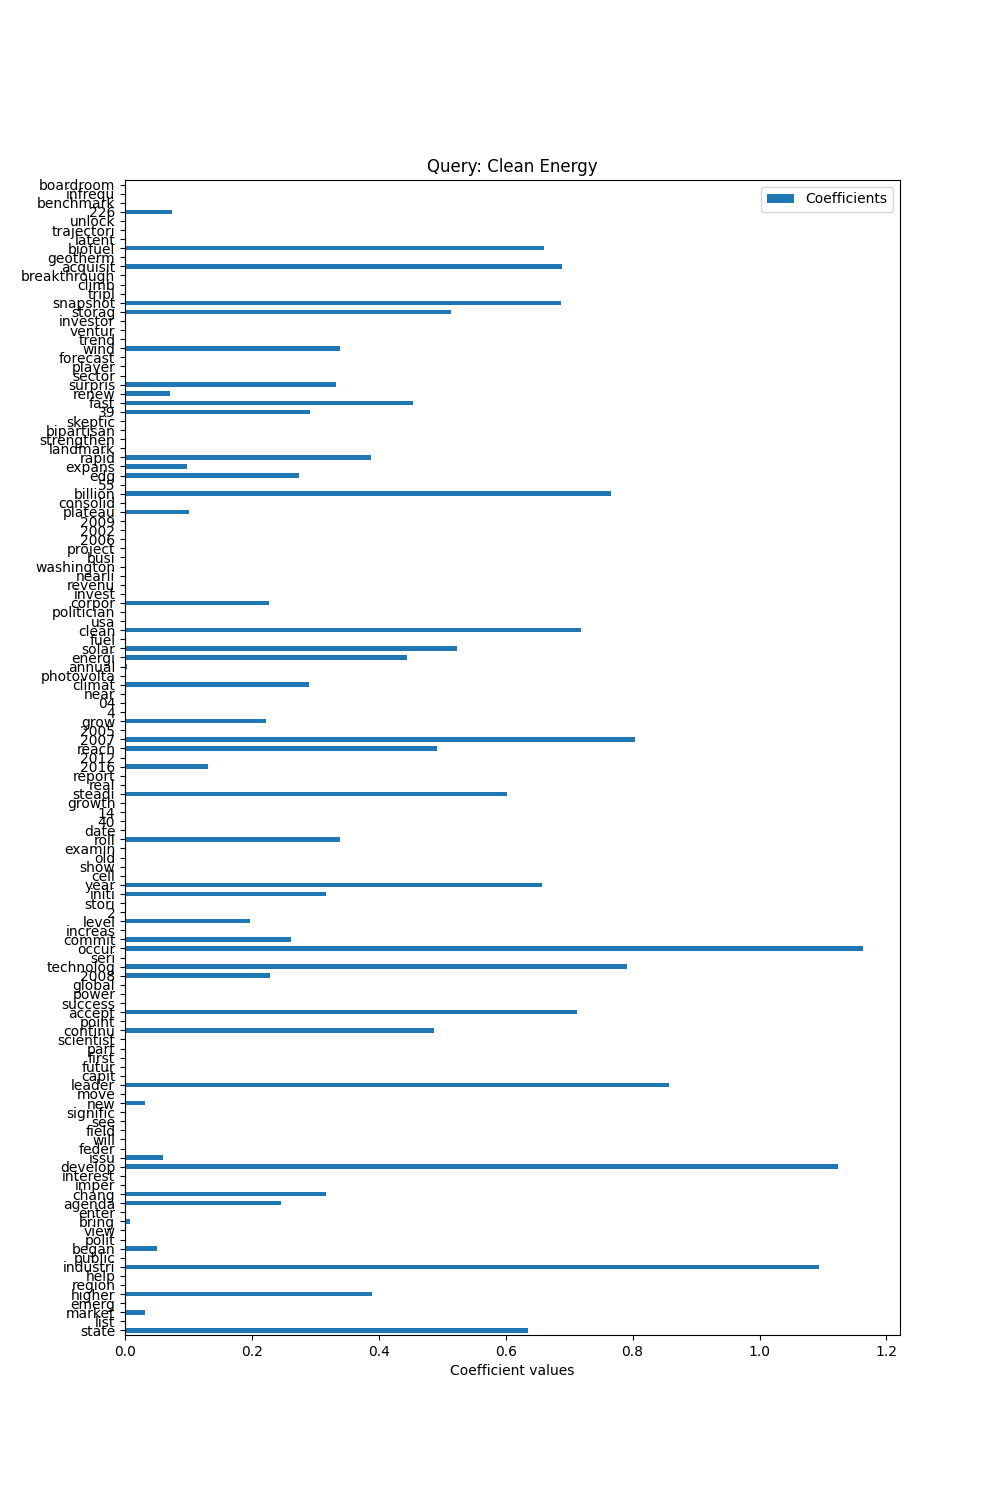 Query: Clean Energy
Coefficients
boardroom
infrequ
benchmark
226
unlock
trajectori
latent
biofuel
geotherm
acquisit
breakthrough
climb
tripl
snapshot
storag
investor
ventur
trend
wind
forecast
player
sector
surpris
renew
fast
39
skeptic
bipartisan
strengthen
landmark
rapid
expans
edg
55
billion
consolid
plateau
2009
2002
2006
project
busi
washington
nearli
revenu
invest
corpor
politician
usa
clean
fuel
solar
energi
annual
photovolta
climat
near
04
4
grow
2005
2007
reach
2012
2016
report
real
steadi
growth
14
40
date
roll
examin
old
show
cell
year
initi
stori
2
level
increas
commit
occur
seri
technolog
2008
global
power
success
accept
point
continu
scientist
part
first
futur
capit
leader
move
new
signific
see
field
will
feder
issu
develop
interest
imper
chang
agenda
enter
bring
view
polit
began
public
industri
help
region
higher
emerg
market
list
state
0.0 0.2 0.4 0.6 0.8 1.0 1.2
Coefficient values